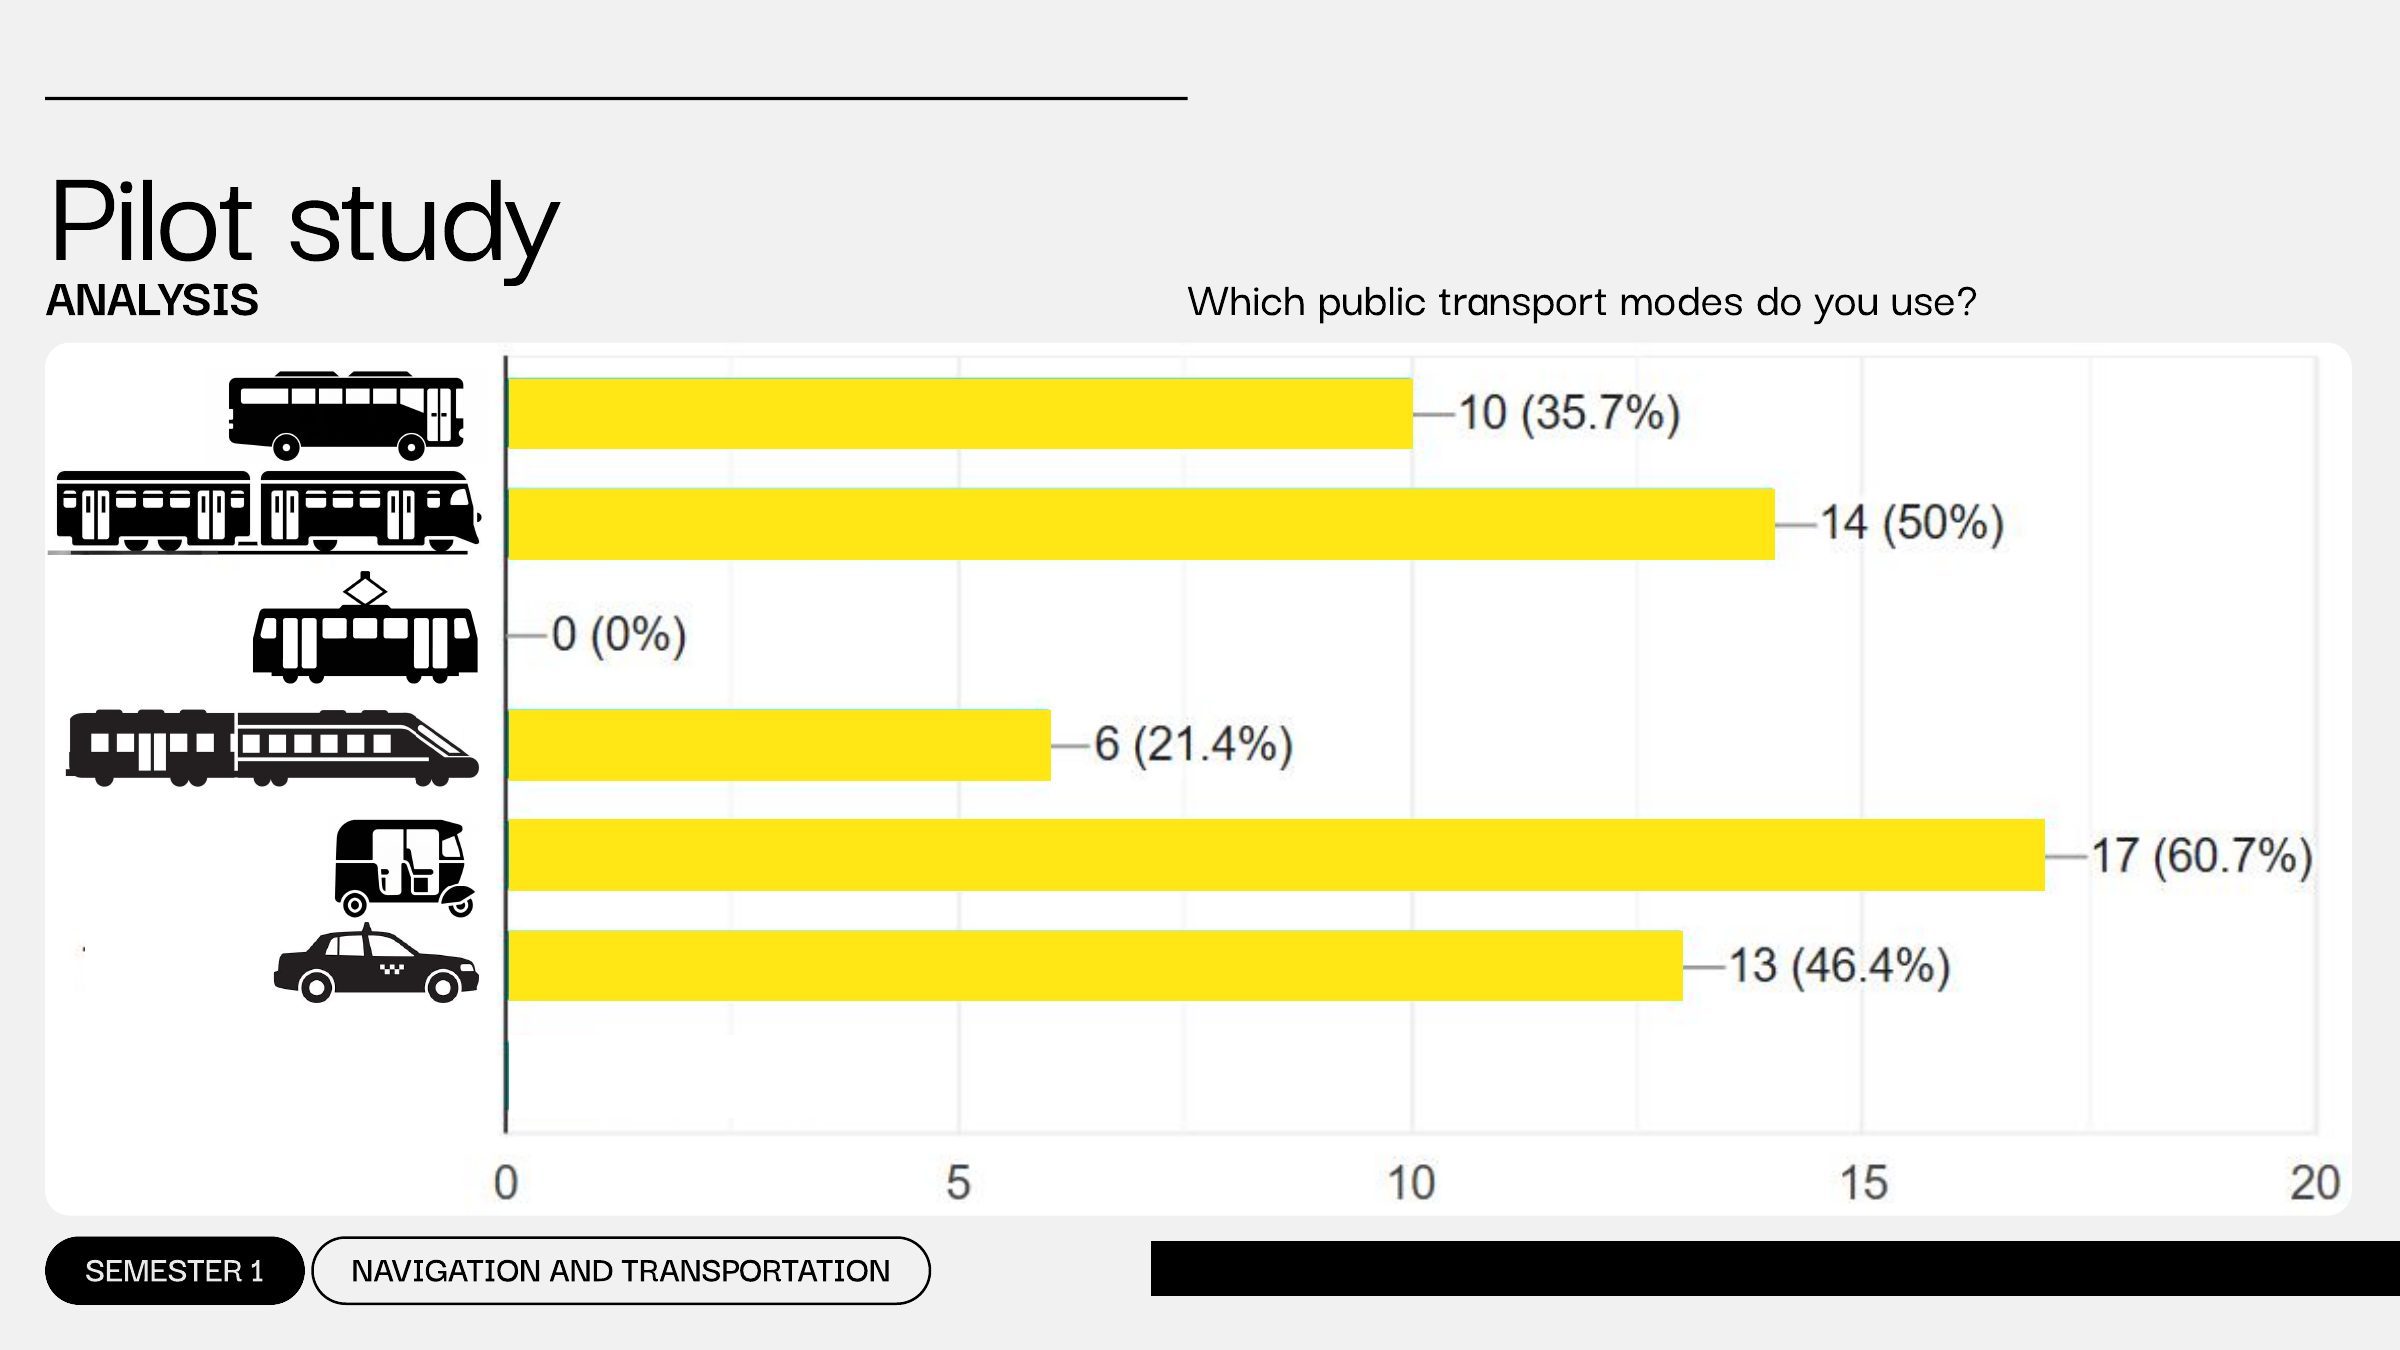 Pilot study
ANALYSIS
Which public transport modes do you use?
10 (35.7%)
14 (50%)
0 (0%)
6 (21.4%)
17 (60.7%)
13 (46.4%)
0 5 10 15 20
SEMESTER 1 NAVIGATION AND TRANSPORTATION